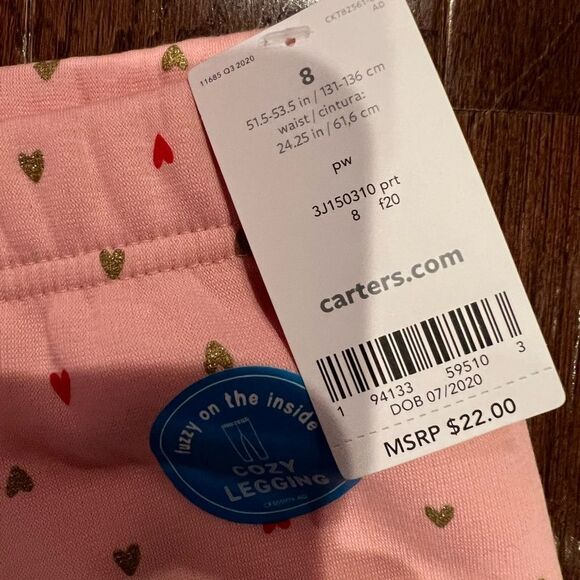 11685 Q3 2020
AD
8
51.5-53.5 in / 131-136 cm
waist / cintura:
24.25 in / 61,6 cm
pw
3J150310 prt
8 f20
carters.com
1 94133 59510 3
DOB 07/2020
MSRP $22.00
fuzzy on the inside
COZY
LEGGING